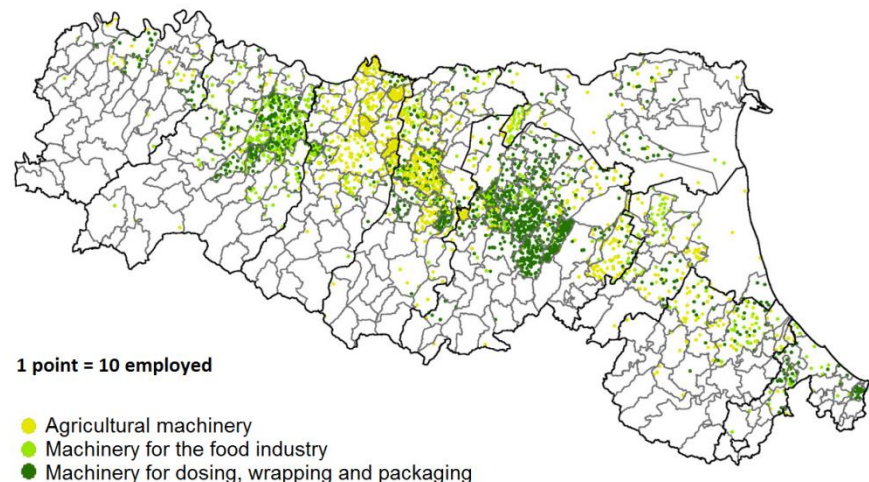 1 point = 10 employed
Agricultural machinery
Machinery for the food industry
Machinery for dosing, wrapping and packaging